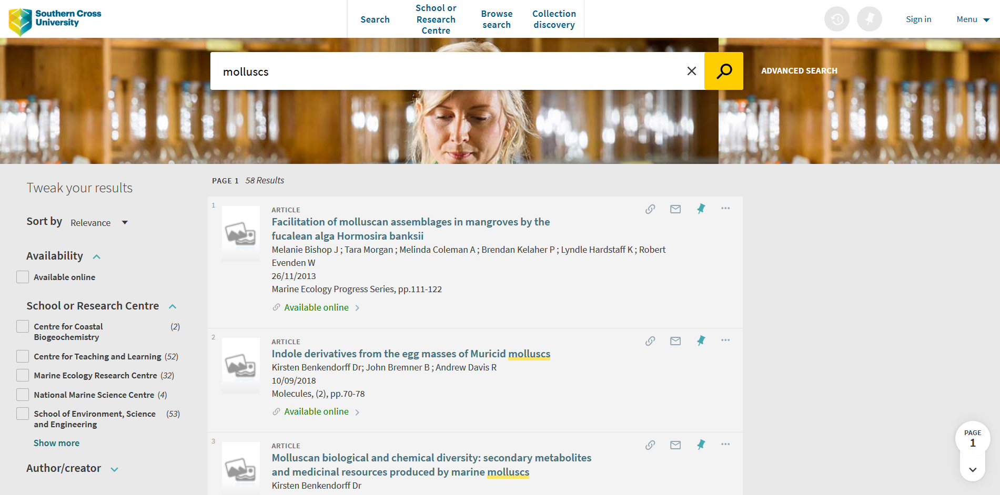 Southern Cross
University
Search
School or
Research
Centre
Browse
search
Collection
discovery
Sign in
Menu
molluscs
ADVANCED SEARCH
Tweak your results
Sort by Relevance
Availability
Available online
School or Research Centre
Centre for Coastal
Biogeochemistry (2)
Centre for Teaching and Learning (52)
Marine Ecology Research Centre (32)
National Marine Science Centre (4)
School of Environment, Science
and Engineering (53)
Show more
Author/creator
PAGE 1 58 Results
1
ARTICLE
Facilitation of molluscan assemblages in mangroves by the
fucalean alga Hormosira banksii
Melanie Bishop J ; Tara Morgan ; Melinda Coleman A ; Brendan Kelaher P ; Lyndle Hardstaff K ; Robert
Evenden W
26/11/2013
Marine Ecology Progress Series, pp.111-122
Available online
2
ARTICLE
Indole derivatives from the egg masses of Muricid molluscs
Kirsten Benkendorff Dr; John Bremner B ; Andrew Davis R
10/09/2018
Molecules, (2), pp.70-78
Available online
3
ARTICLE
Molluscan biological and chemical diversity: secondary metabolites
and medicinal resources produced by marine molluscs
Kirsten Benkendorff Dr
PAGE
1